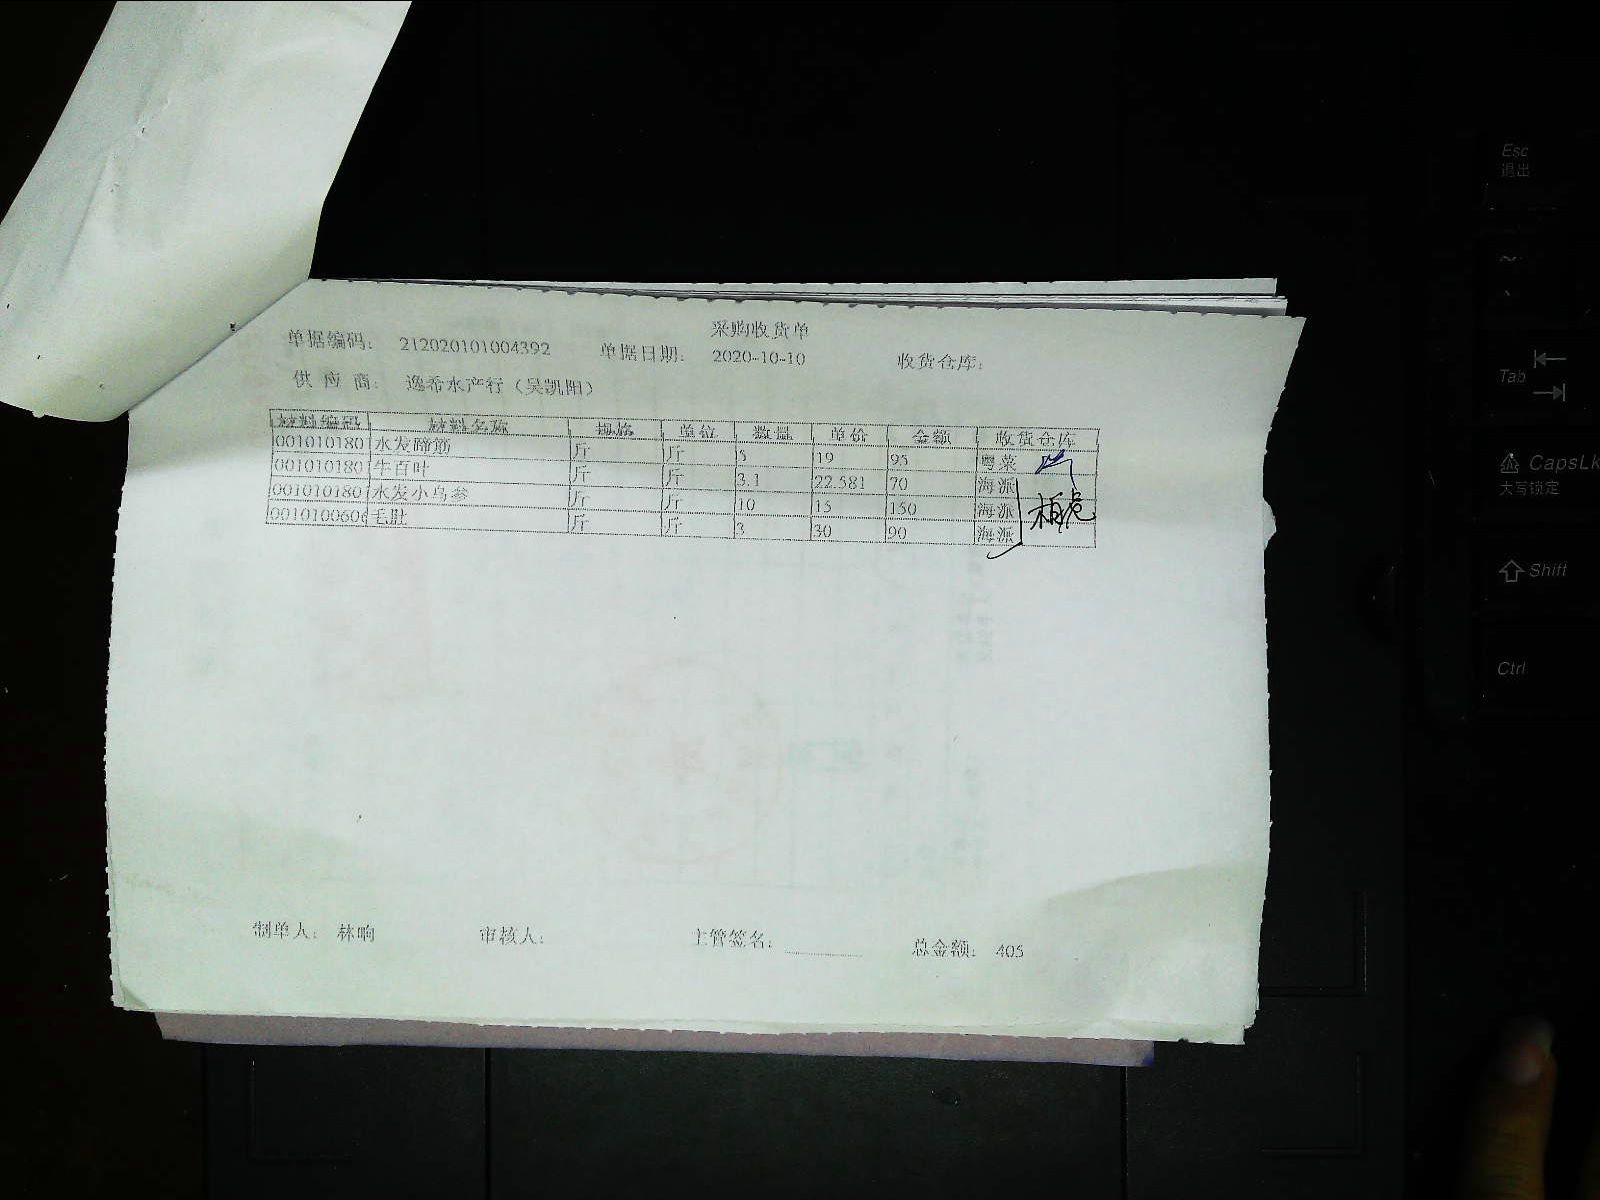 采购收货单
单据编码： 212020101004392 单据日期： 2020-10-10 收货仓库：
供 应 商： 逸希水产行（吴凯阳）
材料编码 材料名称 规格 单位 数量 单价 金额 收货仓库
001010180 水发蹄筋 斤 斤 5 19 95 粤菜
001010180 牛百叶 斤 斤 3.1 22.581 70 海派
001010180 水发小乌参 斤 斤 10 15 150 海派
001010060 毛肚 斤 斤 3 30 90 海派
制单人： 林响 审核人： 主管签名： 总金额： 405
Esc
退出
~
Tab
CapsLk
大写锁定
Shift
Ctrl